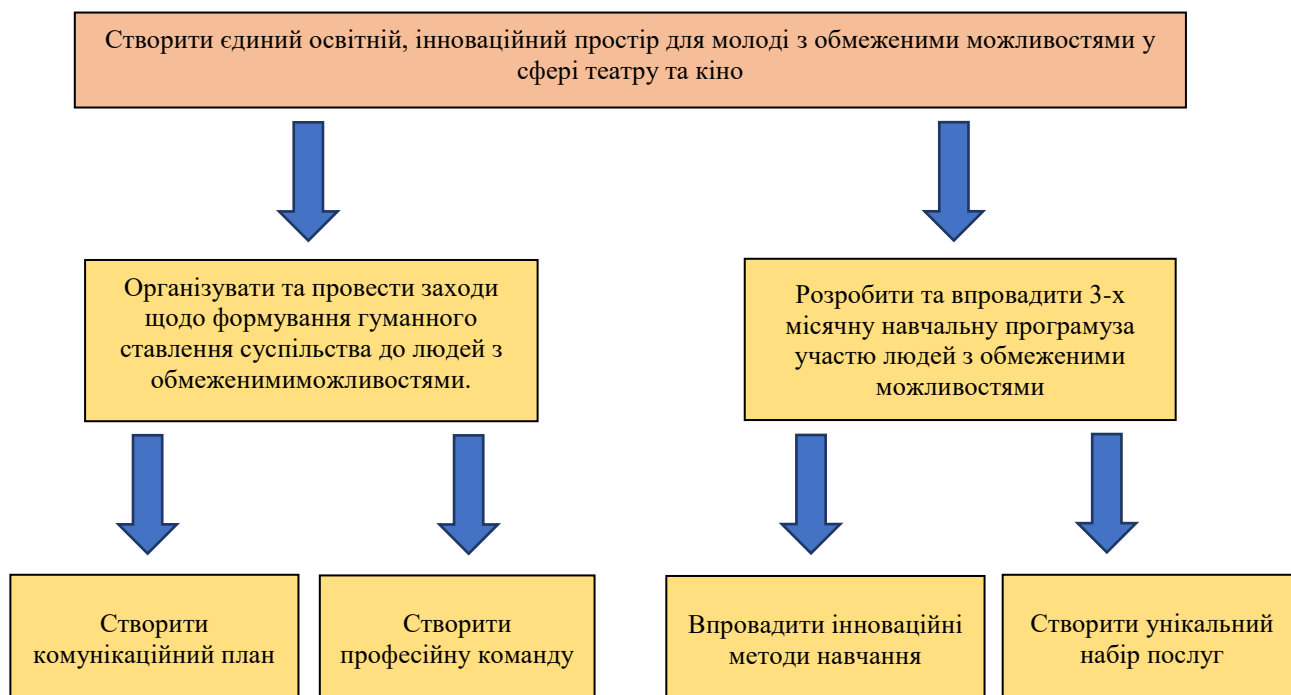 Створити єдиний освітній, інноваційний простір для молоді з обмеженими можливостями у
сфері театру та кіно
Організувати та провести заходи
щодо формування гуманного
ставлення суспільства до людей з
обмеженимиможливостями.
Розробити та впровадити 3-х
місячну навчальну програмуза
участю людей з обмеженими
можливостями
Створити
комунікаційний план
Створити
професійну команду
Впровадити інноваційні
методи навчання
Створити унікальний
набір послуг